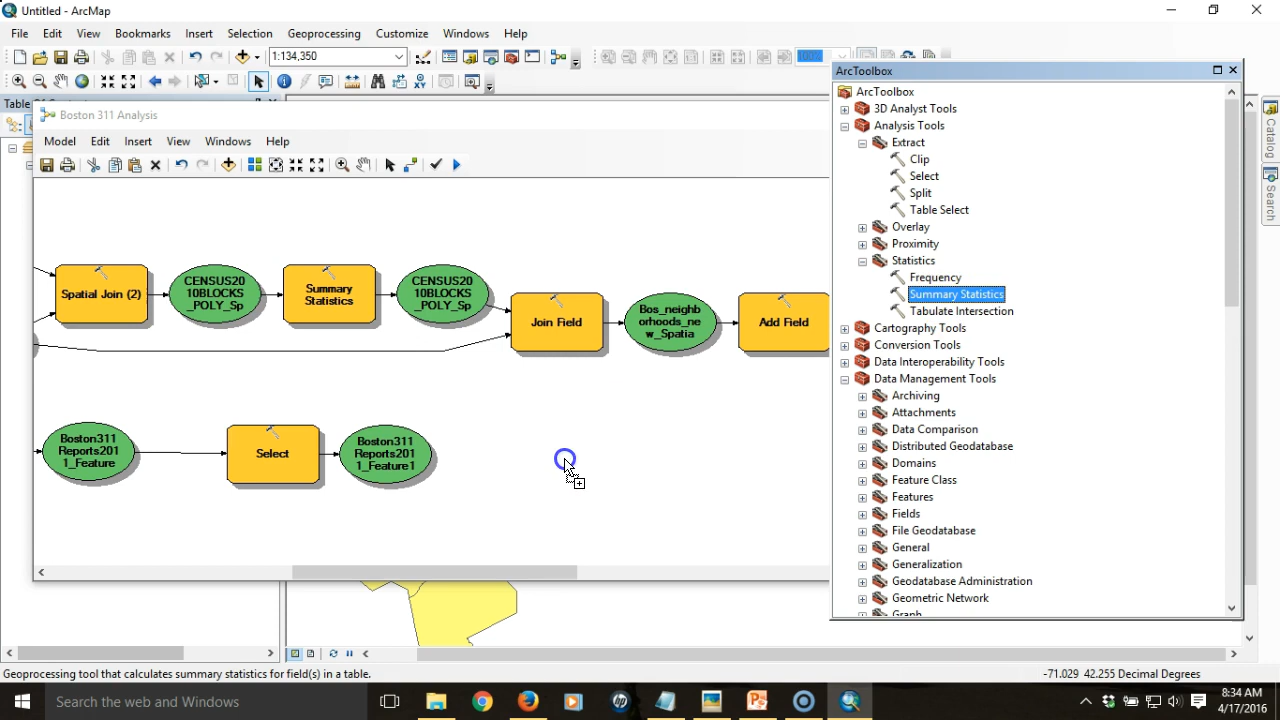 Untitled - ArcMap
File Edit View Bookmarks Insert Selection Geoprocessing Customize Windows Help
1:134,350
100%
ArcToolbox
Boston 311 Analysis
Model Edit Insert View Windows Help
Spatial Join (2)
CENSUS20
10BLOCKS
_POLY_Sp
Summary
Statistics
CENSUS20
10BLOCKS
_POLY_Sp
Join Field
Bos_neighb
orhoods_ne
w_Spatia
Add Field
Boston311
Reports201
1_Feature
Select
Boston311
Reports201
1_Feature1
ArcToolbox
3D Analyst Tools
Analysis Tools
Extract
Clip
Select
Split
Table Select
Overlay
Proximity
Statistics
Frequency
Summary Statistics
Tabulate Intersection
Cartography Tools
Conversion Tools
Data Interoperability Tools
Data Management Tools
Archiving
Attachments
Data Comparison
Distributed Geodatabase
Domains
Feature Class
Features
Fields
File Geodatabase
General
Generalization
Geodatabase Administration
Geometric Network
Graph
Catalog
Search
Geoprocessing tool that calculates summary statistics for field(s) in a table.
-71.029 42.255 Decimal Degrees
Search the web and Windows
8:34 AM
4/17/2016